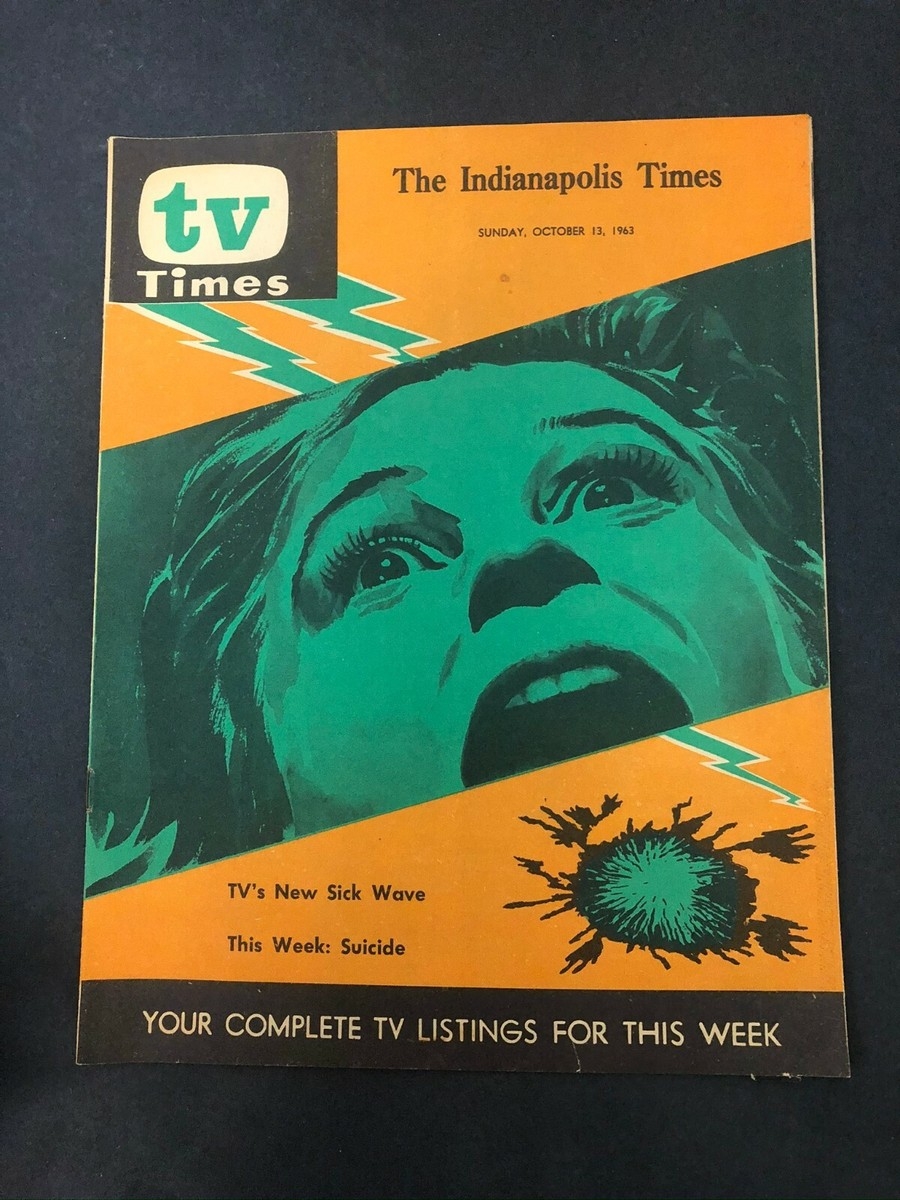 tv
Times
The Indianapolis Times
SUNDAY, OCTOBER 13, 1963
TV's New Sick Wave
This Week: Suicide
YOUR COMPLETE TV LISTINGS FOR THIS WEEK